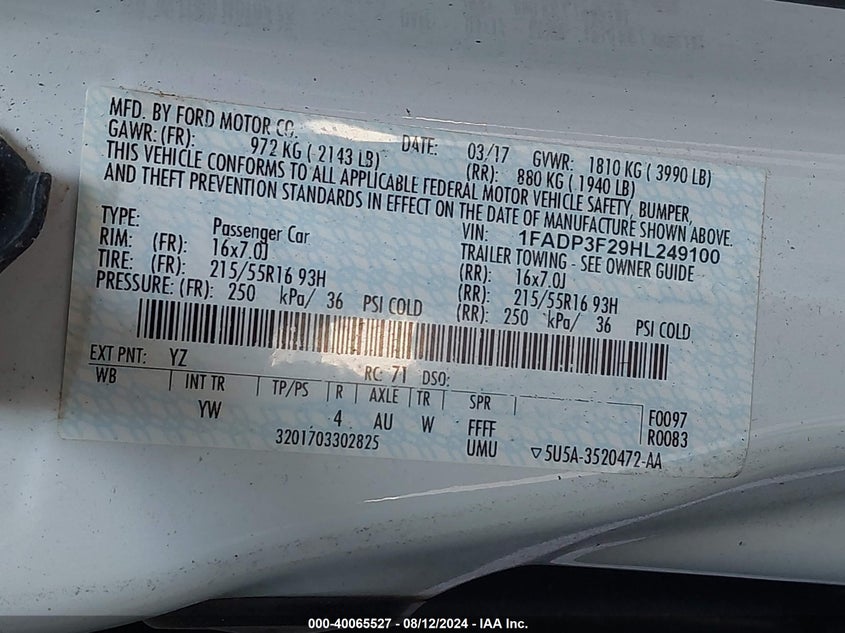 MFD. BY FORD MOTOR CO. DATE: 03/17 GVWR: 1810 KG ( 3990 LB)
GAWR: (FR): 972 KG ( 2143 LB) (RR): 880 KG ( 1940 LB)
THIS VEHICLE CONFORMS TO ALL APPLICABLE FEDERAL MOTOR VEHICLE SAFETY, BUMPER,
AND THEFT PREVENTION STANDARDS IN EFFECT ON THE DATE OF MANUFACTURE SHOWN ABOVE.
VIN: 1FADP3F29HL249100
TYPE: Passenger Car TRAILER TOWING - SEE OWNER GUIDE
RIM: (FR): 16x7.0J (RR): 16x7.0J
TIRE: (FR): 215/55R16 93H (RR): 215/55R16 93H
PRESSURE: (FR): 250 kPa/ 36 PSI COLD (RR): 250 kPa/ 36 PSI COLD
EXT PNT: YZ RC: 71 DSO:
WB INT TR TP/PS R AXLE TR SPR
YW 4 AU W FFFF F0097
3201703302825 UMU R0083
▽5U5A-3520472-AA
000-40065527 - 08/12/2024 - IAA Inc.